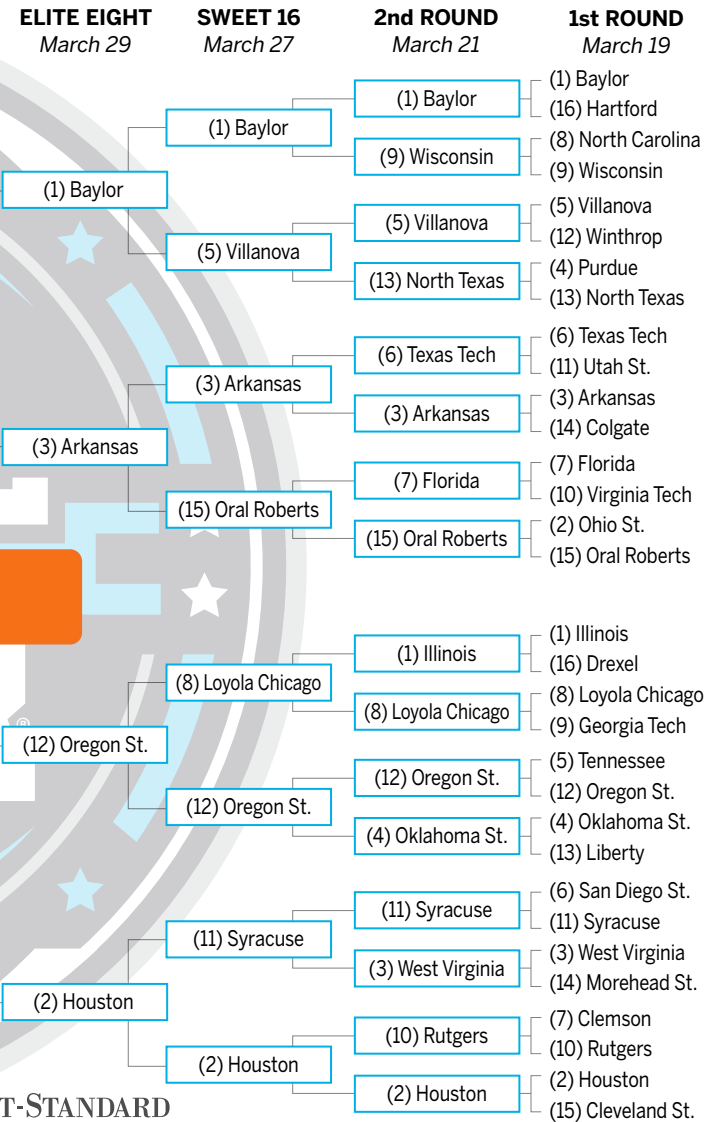 ELITE EIGHT
March 29
SWEET 16
March 27
2nd ROUND
March 21
1st ROUND
March 19
(1) Baylor
(3) Arkansas
(12) Oregon St.
(2) Houston
(1) Baylor
(5) Villanova
(3) Arkansas
(15) Oral Roberts
(8) Loyola Chicago
(12) Oregon St.
(11) Syracuse
(2) Houston
(1) Baylor
(9) Wisconsin
(5) Villanova
(13) North Texas
(6) Texas Tech
(3) Arkansas
(7) Florida
(15) Oral Roberts
(1) Illinois
(8) Loyola Chicago
(12) Oregon St.
(4) Oklahoma St.
(11) Syracuse
(3) West Virginia
(10) Rutgers
(2) Houston
(1) Baylor
(16) Hartford
(8) North Carolina
(9) Wisconsin
(5) Villanova
(12) Winthrop
(4) Purdue
(13) North Texas
(6) Texas Tech
(11) Utah St.
(3) Arkansas
(14) Colgate
(7) Florida
(10) Virginia Tech
(2) Ohio St.
(15) Oral Roberts
(1) Illinois
(16) Drexel
(8) Loyola Chicago
(9) Georgia Tech
(5) Tennessee
(12) Oregon St.
(4) Oklahoma St.
(13) Liberty
(6) San Diego St.
(11) Syracuse
(3) West Virginia
(14) Morehead St.
(7) Clemson
(10) Rutgers
(2) Houston
(15) Cleveland St.
®
T-STANDARD